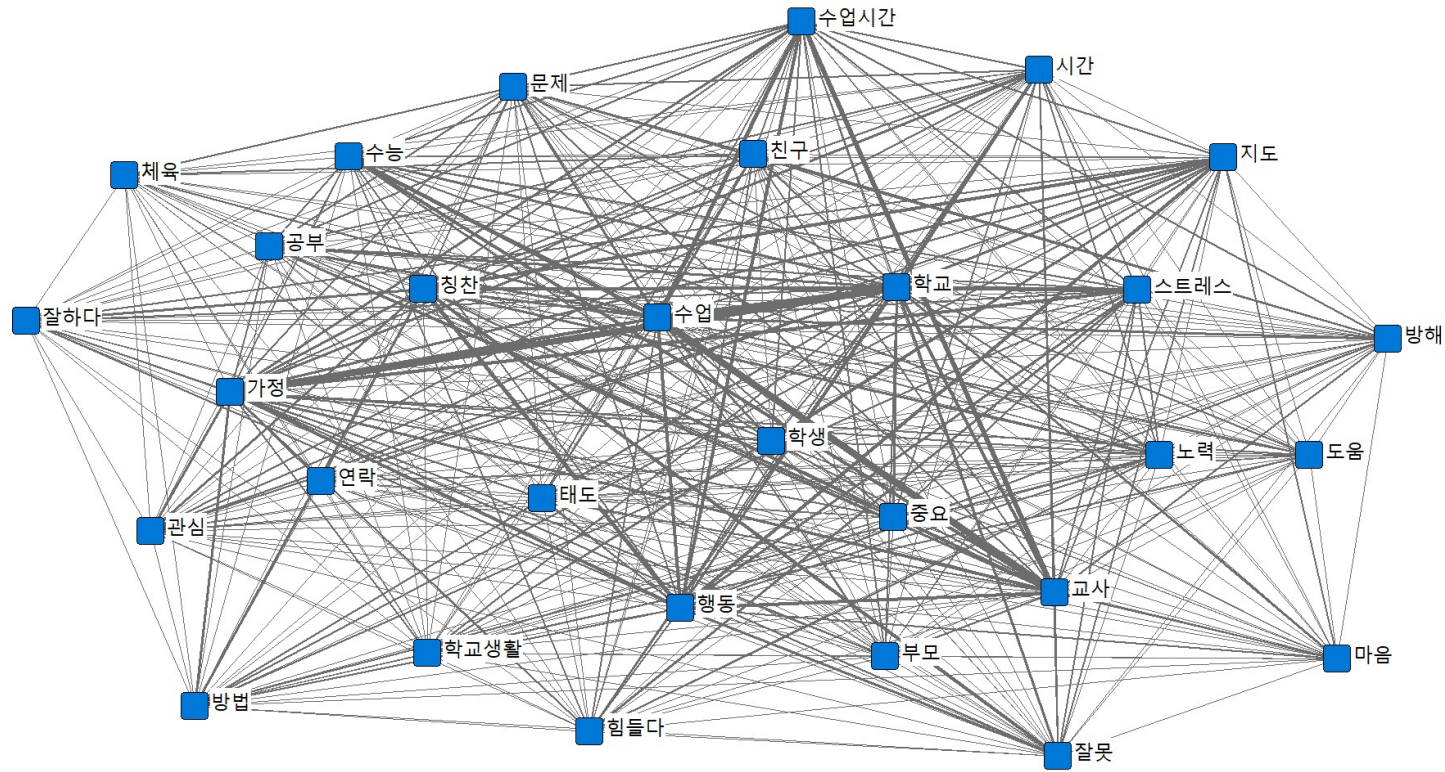 수업시간
시간
문제
친구
수능
지도
체육
공부
칭찬
학교
스트레스
수업
잘하다
방해
가정
학생
노력
도움
연락
태도
중요
관심
교사
행동
학교생활
부모
마음
방법
힘들다
잘못